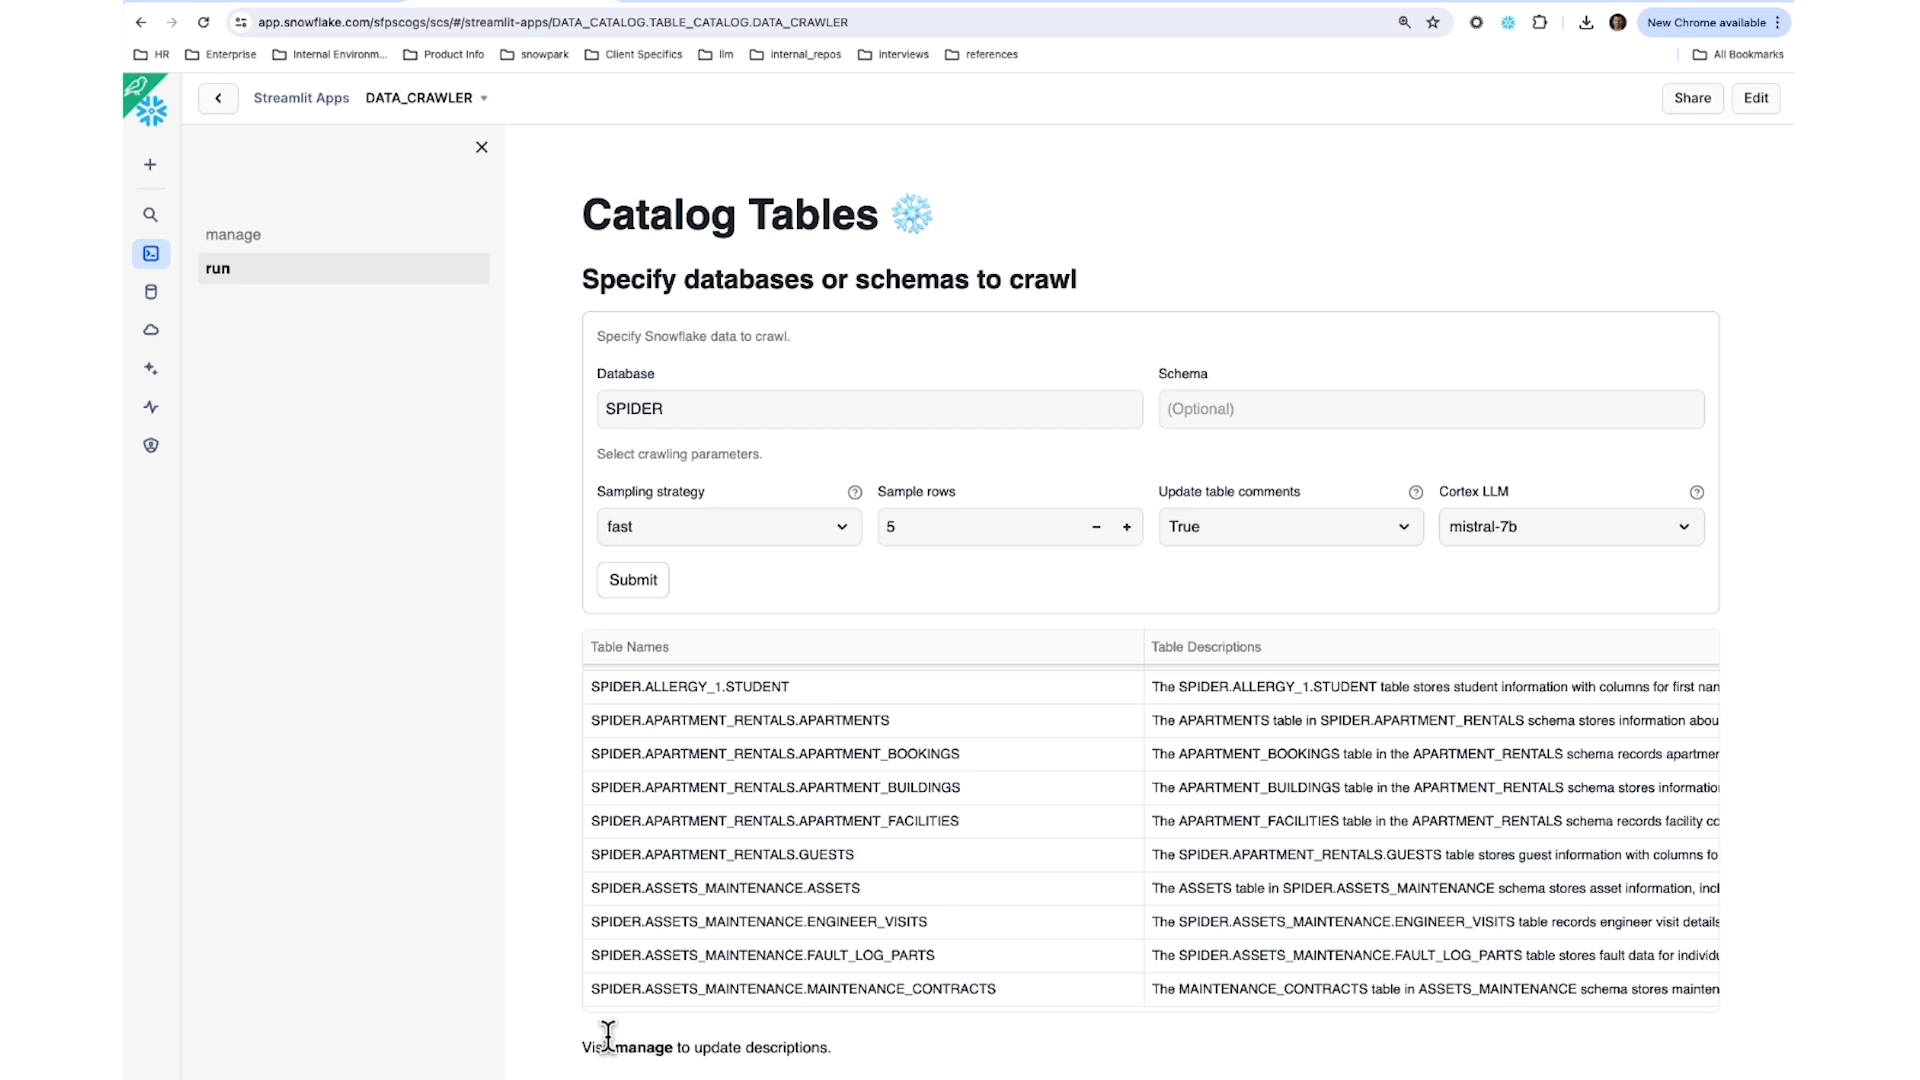 app.snowflake.com/sfpscogs/scs/#/streamlit-apps/DATA_CATALOG.TABLE_CATALOG.DATA_CRAWLER
New Chrome available
HR
Enterprise
Internal Environm...
Product Info
snowpark
Client Specifics
llm
internal_repos
interviews
references
All Bookmarks
Streamlit Apps
DATA_CRAWLER
Share
Edit
manage
run
Catalog Tables
Specify databases or schemas to crawl
Specify Snowflake data to crawl.
Database
Schema
SPIDER
(Optional)
Select crawling parameters.
Sampling strategy
Sample rows
Update table comments
Cortex LLM
fast
5
True
mistral-7b
Submit
Table Names
Table Descriptions
SPIDER.ALLERGY_1.STUDENT
The SPIDER.ALLERGY_1.STUDENT table stores student information with columns for first nan
SPIDER.APARTMENT_RENTALS.APARTMENTS
The APARTMENTS table in SPIDER.APARTMENT_RENTALS schema stores information abou
SPIDER.APARTMENT_RENTALS.APARTMENT_BOOKINGS
The APARTMENT_BOOKINGS table in the APARTMENT_RENTALS schema records apartmer
SPIDER.APARTMENT_RENTALS.APARTMENT_BUILDINGS
The APARTMENT_BUILDINGS table in the APARTMENT_RENTALS schema stores informatio
SPIDER.APARTMENT_RENTALS.APARTMENT_FACILITIES
The APARTMENT_FACILITIES table in the APARTMENT_RENTALS schema records facility co
SPIDER.APARTMENT_RENTALS.GUESTS
The SPIDER.APARTMENT_RENTALS.GUESTS table stores guest information with columns fo
SPIDER.ASSETS_MAINTENANCE.ASSETS
The ASSETS table in SPIDER.ASSETS_MAINTENANCE schema stores asset information, incl
SPIDER.ASSETS_MAINTENANCE.ENGINEER_VISITS
The SPIDER.ASSETS_MAINTENANCE.ENGINEER_VISITS table records engineer visit details
SPIDER.ASSETS_MAINTENANCE.FAULT_LOG_PARTS
The SPIDER.ASSETS_MAINTENANCE.FAULT_LOG_PARTS table stores fault data for individu
SPIDER.ASSETS_MAINTENANCE.MAINTENANCE_CONTRACTS
The MAINTENANCE_CONTRACTS table in ASSETS_MAINTENANCE schema stores mainten
Visit manage to update descriptions.